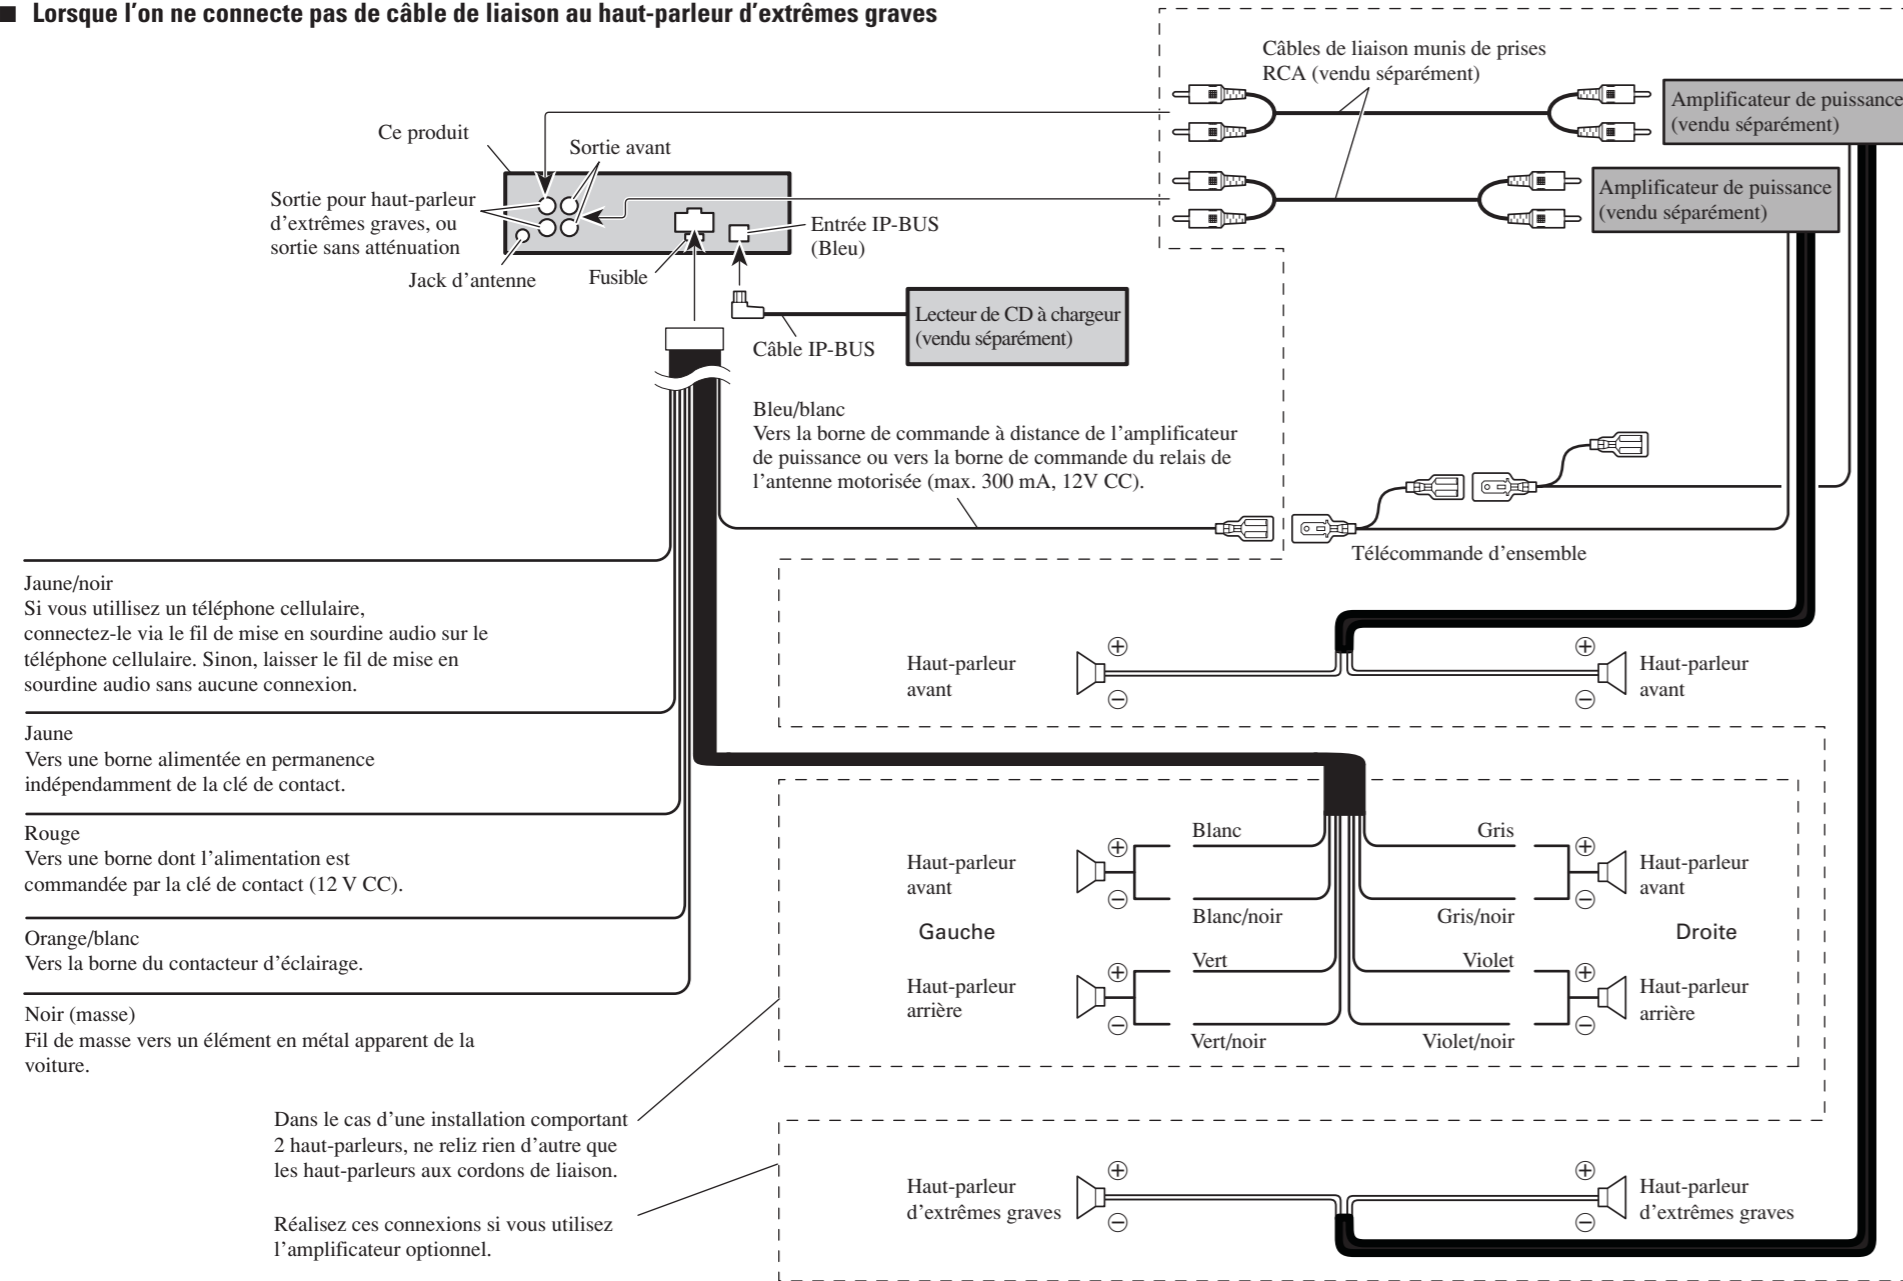 Lorsque l'on ne connecte pas de câble de liaison au haut-parleur d'extrêmes graves
Câbles de liaison munis de prises
RCA (vendu séparément)
Amplificateur de puissance
(vendu séparément)
Ce produit
Sortie avant
Sortie pour haut-parleur
d'extrêmes graves, ou
sortie sans atténuation
Amplificateur de puissance
(vendu séparément)
Entrée IP-BUS
(Bleu)
Jack d'antenne
Fusible
Lecteur de CD à chargeur
(vendu séparément)
Câble IP-BUS
Bleu/blanc
Vers la borne de commande à distance de l'amplificateur
de puissance ou vers la borne de commande du relais de
l'antenne motorisée (max. 300 mA, 12V CC).
Télécommande d'ensemble
Jaune/noir
Si vous utillisez un téléphone cellulaire,
connectez-le via le fil de mise en sourdine audio sur le
téléphone cellulaire. Sinon, laisser le fil de mise en
sourdine audio sans aucune connexion.
Jaune
Vers une borne alimentée en permanence
indépendamment de la clé de contact.
Rouge
Vers une borne dont l'alimentation est
commandée par la clé de contact (12 V CC).
Orange/blanc
Vers la borne du contacteur d'éclairage.
Noir (masse)
Fil de masse vers un élément en métal apparent de la
voiture.
Haut-parleur
avant
⊕
⊖
⊕
⊖
Haut-parleur
avant
Haut-parleur
avant
⊕
⊖
Blanc
Blanc/noir
Gris
Gris/noir
⊕
⊖
Haut-parleur
avant
Gauche
Droite
Haut-parleur
arrière
⊕
⊖
Vert
Vert/noir
Violet
Violet/noir
⊕
⊖
Haut-parleur
arrière
Dans le cas d'une installation comportant
2 haut-parleurs, ne reliz rien d'autre que
les haut-parleurs aux cordons de liaison.
Réalisez ces connexions si vous utilisez
l'amplificateur optionnel.
Haut-parleur
d'extrêmes graves
⊕
⊖
⊕
⊖
Haut-parleur
d'extrêmes graves